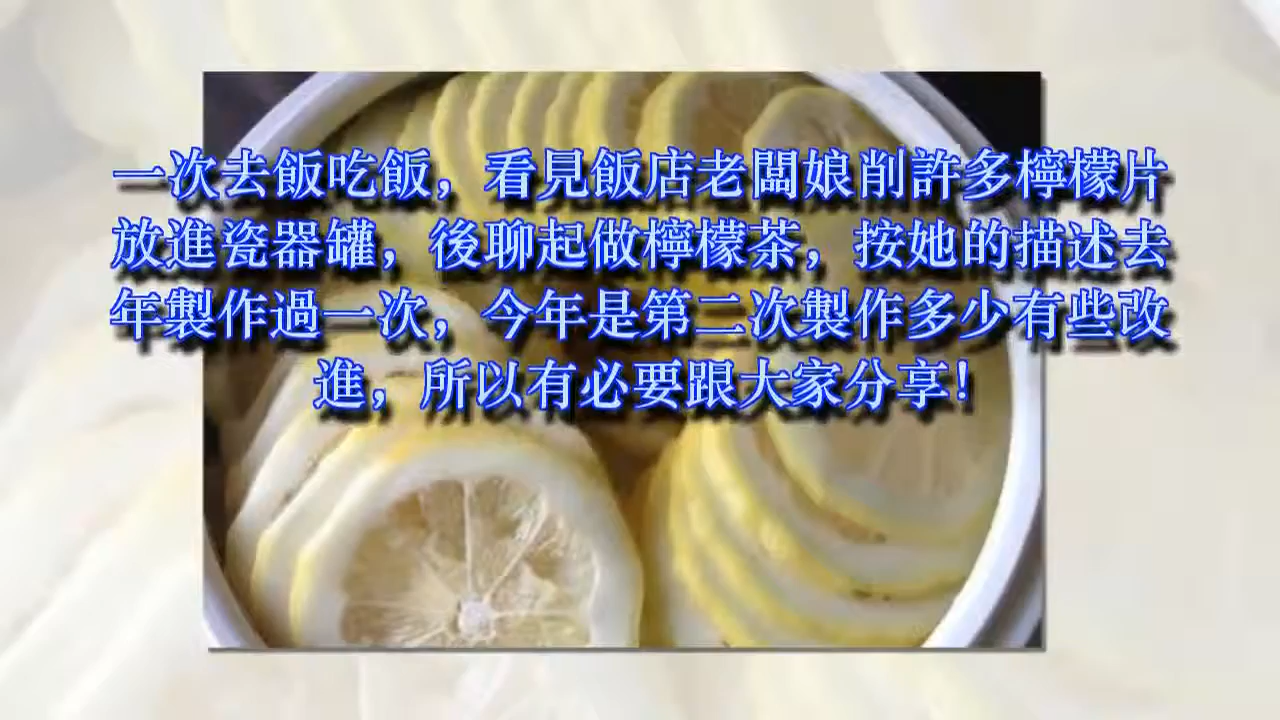 一次去飯吃飯，看見飯店老闆娘削許多檸檬片
放進瓷器罐，後聊起做檸檬茶，按她的描述去
年製作過一次，今年是第二次製作多少有些改
進，所以有必要跟大家分享！